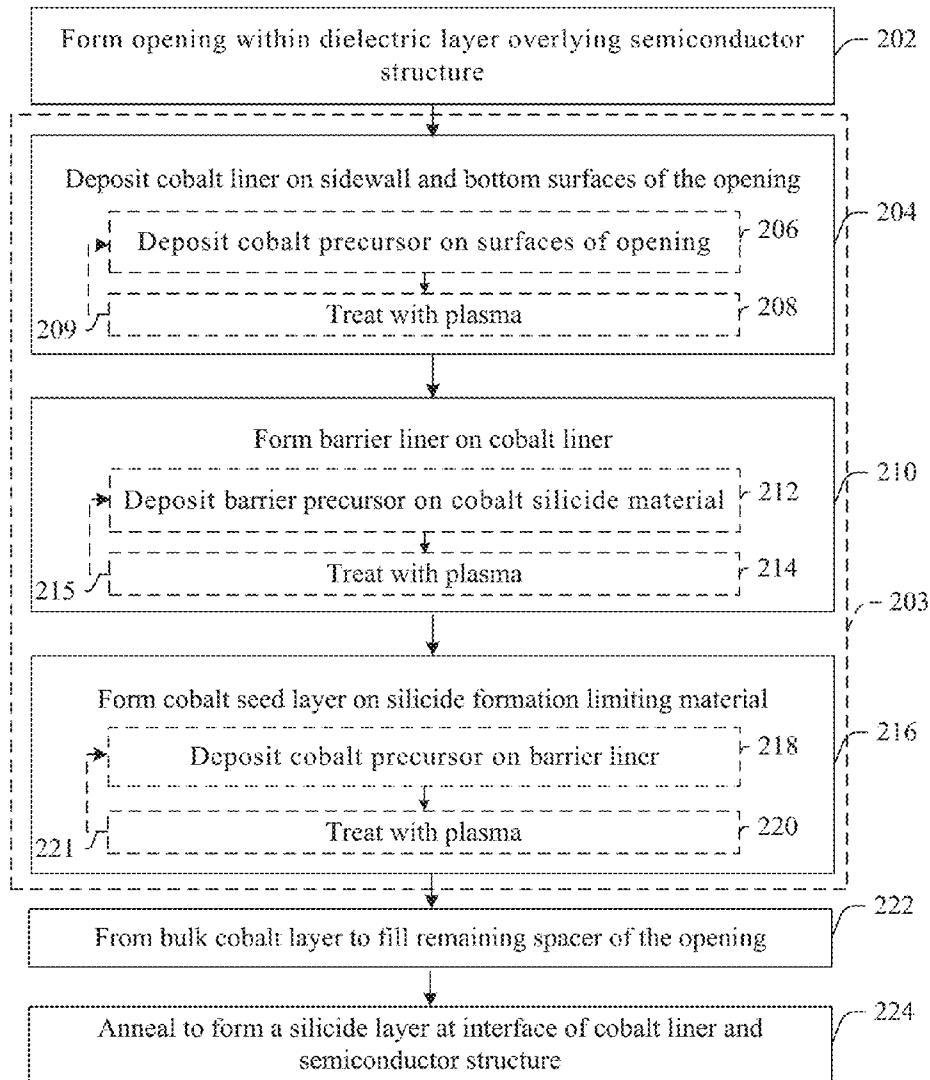 Form opening within dielectric layer overlying semiconductor
structure
202
Deposit cobalt liner on sidewall and bottom surfaces of the opening
204
Deposit cobalt precursor on surfaces of opening
206
Treat with plasma
208
209
Form barrier liner on cobalt liner
210
Deposit barrier precursor on cobalt silicide material
212
Treat with plasma
214
215
203
Form cobalt seed layer on silicide formation limiting material
216
Deposit cobalt precursor on barrier liner
218
Treat with plasma
220
221
From bulk cobalt layer to fill remaining spacer of the opening
222
Anneal to form a silicide layer at interface of cobalt liner and
semiconductor structure
224